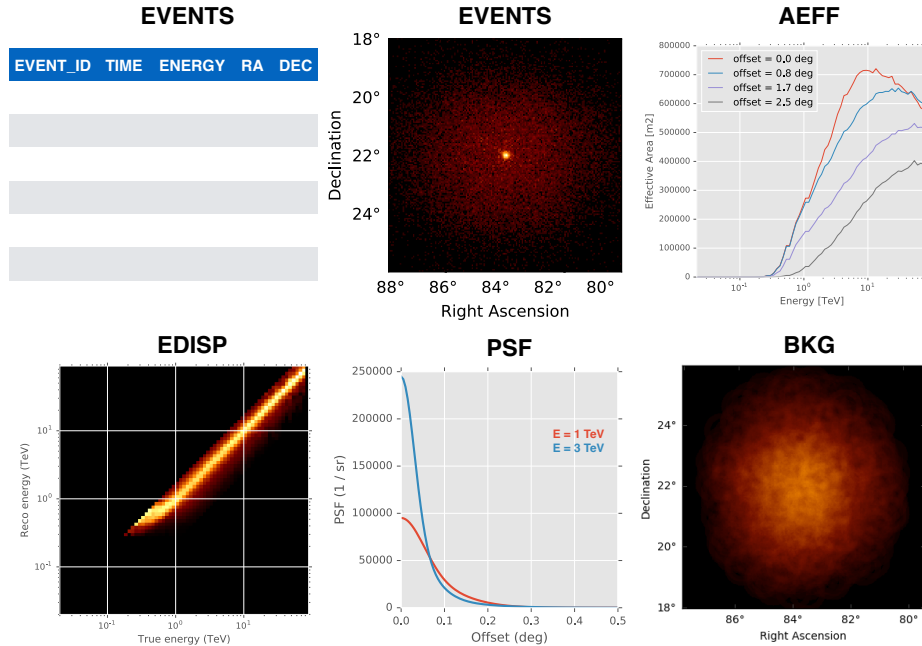 EVENTS
EVENT_ID TIME ENERGY RA DEC
EVENTS
18°
20°
22°
24°
Declination
88° 86° 84° 82° 80°
Right Ascension
AEFF
800000
700000
600000
500000
400000
300000
200000
100000
0
Effective Area [m2]
offset = 0.0 deg
offset = 0.8 deg
offset = 1.7 deg
offset = 2.5 deg
10⁻¹ 10⁰ 10¹
Energy [TeV]
EDISP
10¹
10⁰
10⁻¹
Reco energy (TeV)
10⁻¹ 10⁰ 10¹
True energy (TeV)
PSF
250000
200000
150000
100000
50000
0
PSF (1 / sr)
E = 1 TeV
E = 3 TeV
0.0 0.1 0.2 0.3 0.4 0.5
Offset (deg)
BKG
24°
22°
20°
18°
Declination
86° 84° 82° 80°
Right Ascension